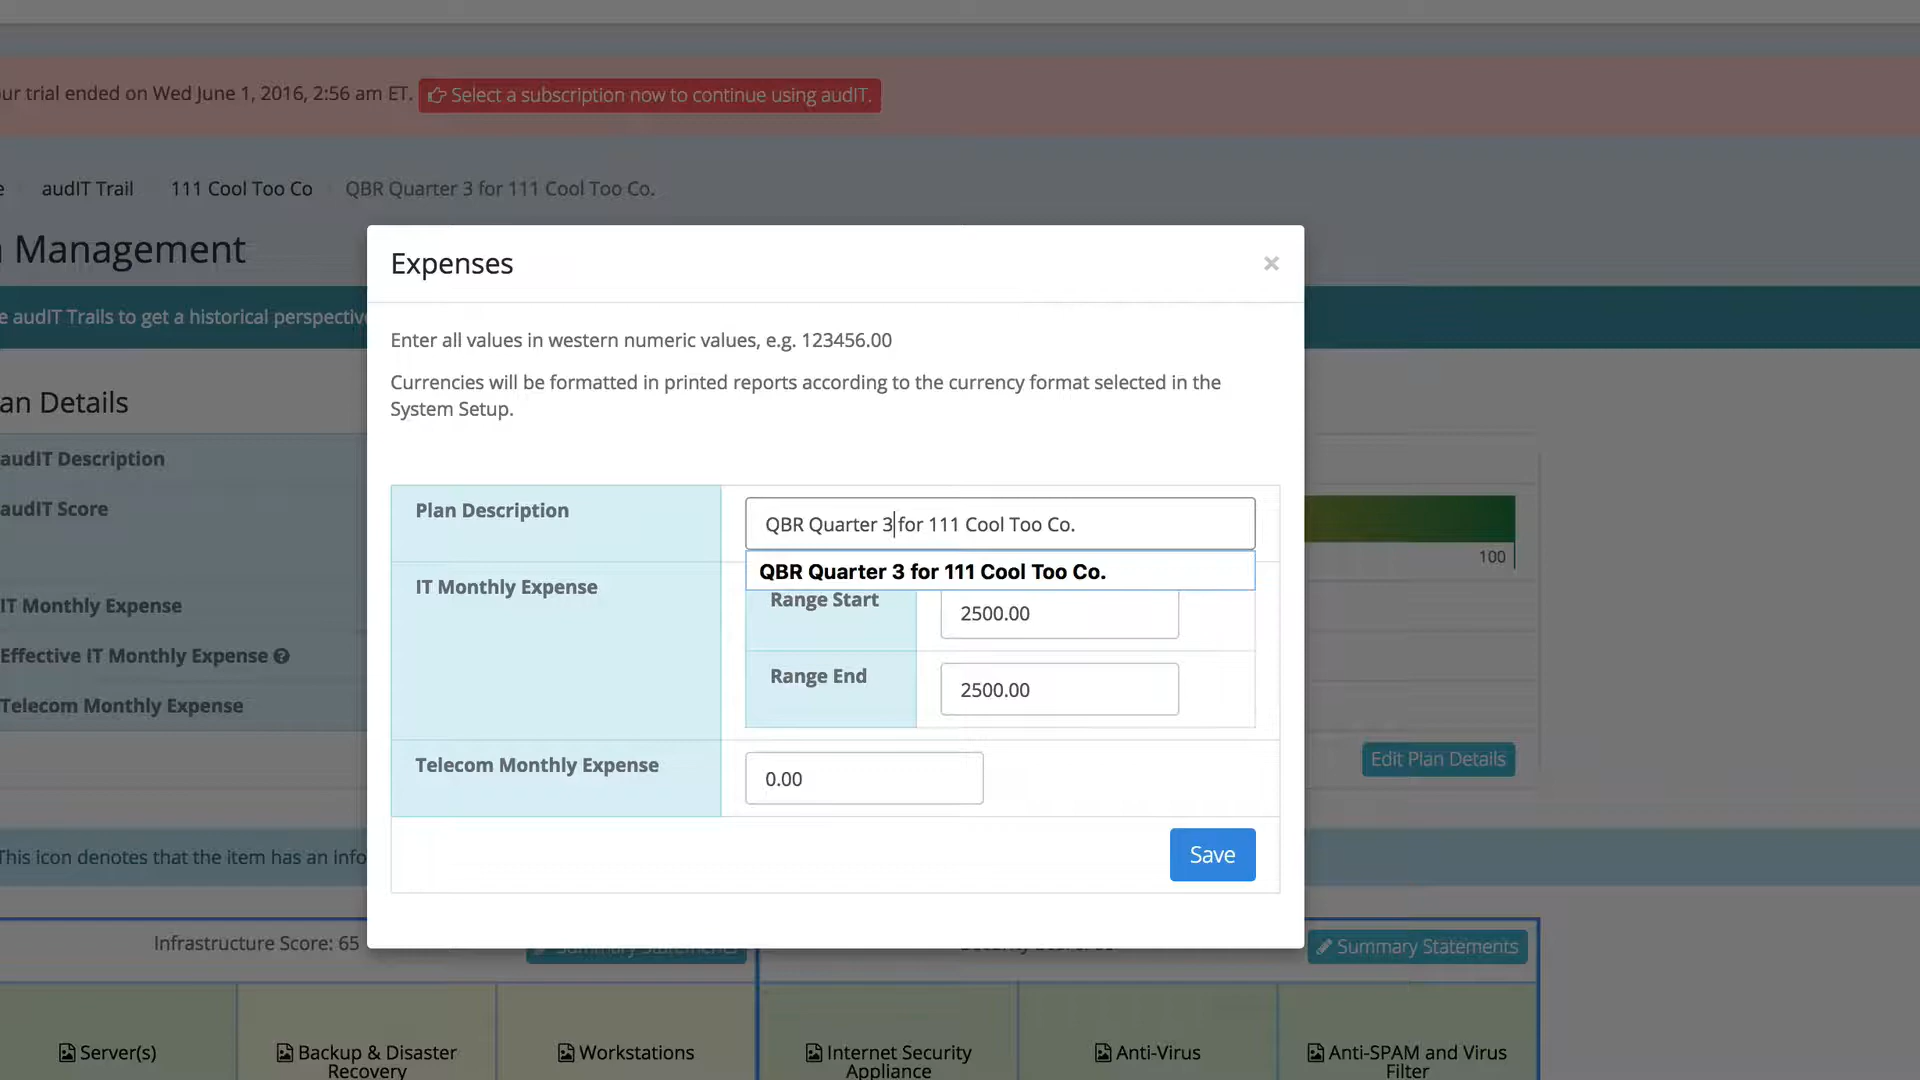 ur trial ended on Wed June 1, 2016, 2:56 am ET. Select a subscription now to continue using audIT.
e audIT Trail 111 Cool Too Co QBR Quarter 3 for 111 Cool Too Co.
Management
e audIT Trails to get a historical perspective
an Details
audIT Description
audIT Score
IT Monthly Expense
Effective IT Monthly Expense
Telecom Monthly Expense
Expenses
×
Enter all values in western numeric values, e.g. 123456.00
Currencies will be formatted in printed reports according to the currency format selected in the
System Setup.
Plan Description
QBR Quarter 3 for 111 Cool Too Co.
QBR Quarter 3 for 111 Cool Too Co.
IT Monthly Expense
Range Start
2500.00
Range End
2500.00
Telecom Monthly Expense
0.00
Save
100
Edit Plan Details
This icon denotes that the item has an info
Infrastructure Score: 65
Summary Statements
Summary Statements
Server(s)
Backup & Disaster
Recovery
Workstations
Internet Security
Appliance
Anti-Virus
Anti-SPAM and Virus
Filter